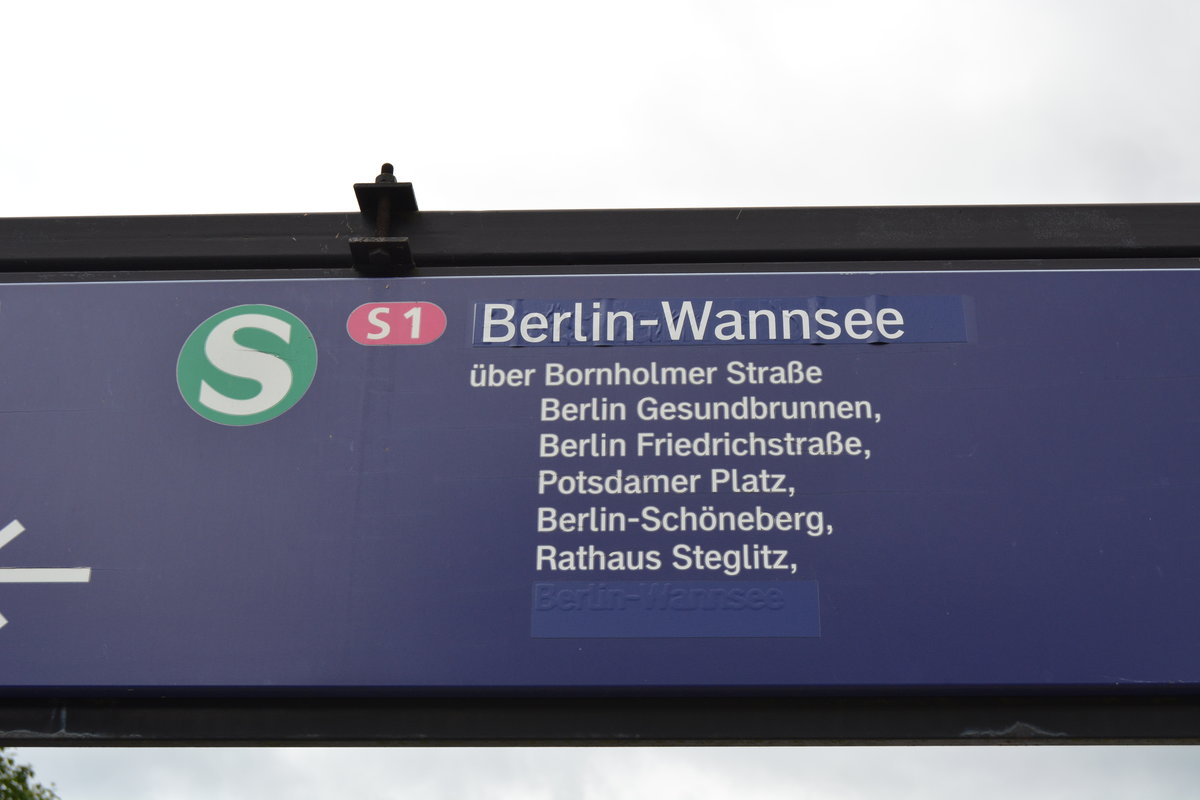 S S1 Berlin-Wannsee
über Bornholmer Straße
Berlin Gesundbrunnen,
Berlin Friedrichstraße,
Potsdamer Platz,
Berlin-Schöneberg,
Rathaus Steglitz,
Berlin-Wannsee